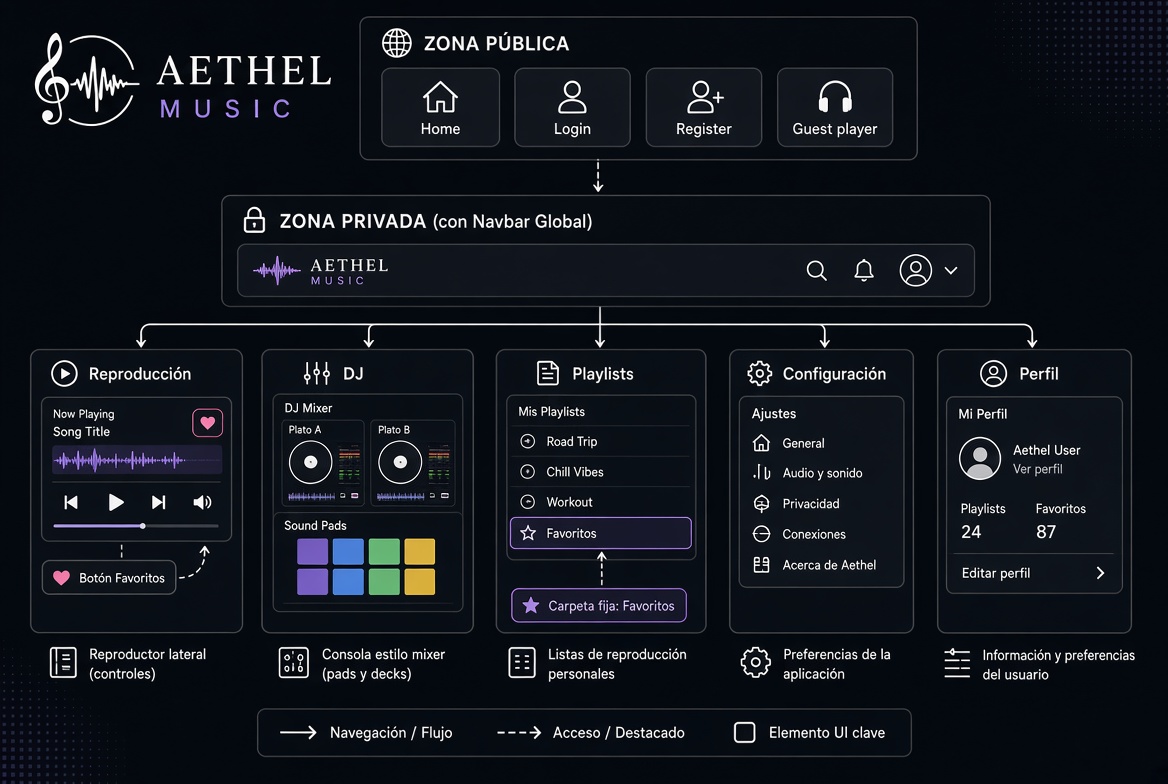 AETHEL
MUSIC
ZONA PÚBLICA
Home
Login
Register
Guest player
ZONA PRIVADA (con Navbar Global)
AETHEL
MUSIC
Reproducción
Now Playing
Song Title
Botón Favoritos
Reproductor lateral
(controles)
DJ
DJ Mixer
Plato A
Plato B
Sound Pads
Consola estilo mixer
(pads y decks)
Playlists
Mis Playlists
Road Trip
Chill Vibes
Workout
Favoritos
Carpeta fija: Favoritos
Listas de reproducción
personales
Configuración
Ajustes
General
Audio y sonido
Privacidad
Conexiones
Acerca de Aethel
Preferencias de la
aplicación
Perfil
Mi Perfil
Aethel User
Ver perfil
Playlists
Favoritos
24
87
Editar perfil
Información y preferencias
del usuario
Navegación / Flujo
Acceso / Destacado
Elemento UI clave